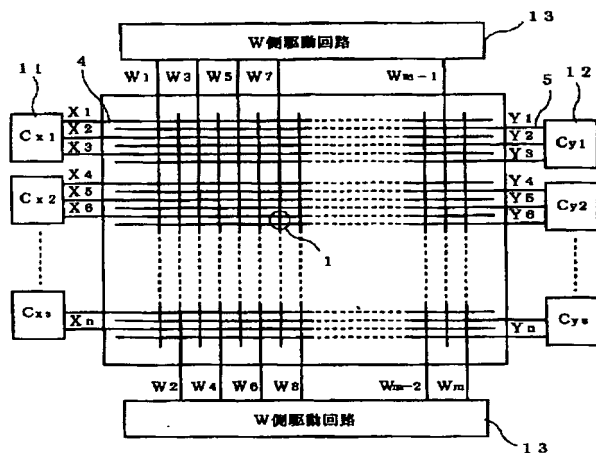 13
W側駆動回路
W1 W3 W5 W7 Wm-1
11 4 5 12
X1 Y1
Cx1 X2 Y2 Cy1
X3 Y3
X4 Y4
Cx2 X5 Y5 Cy2
X6 Y6
1
Cxs Xn Yn Cys
W2 W4 W6 W8 Wm-2 Wm
W側駆動回路
13